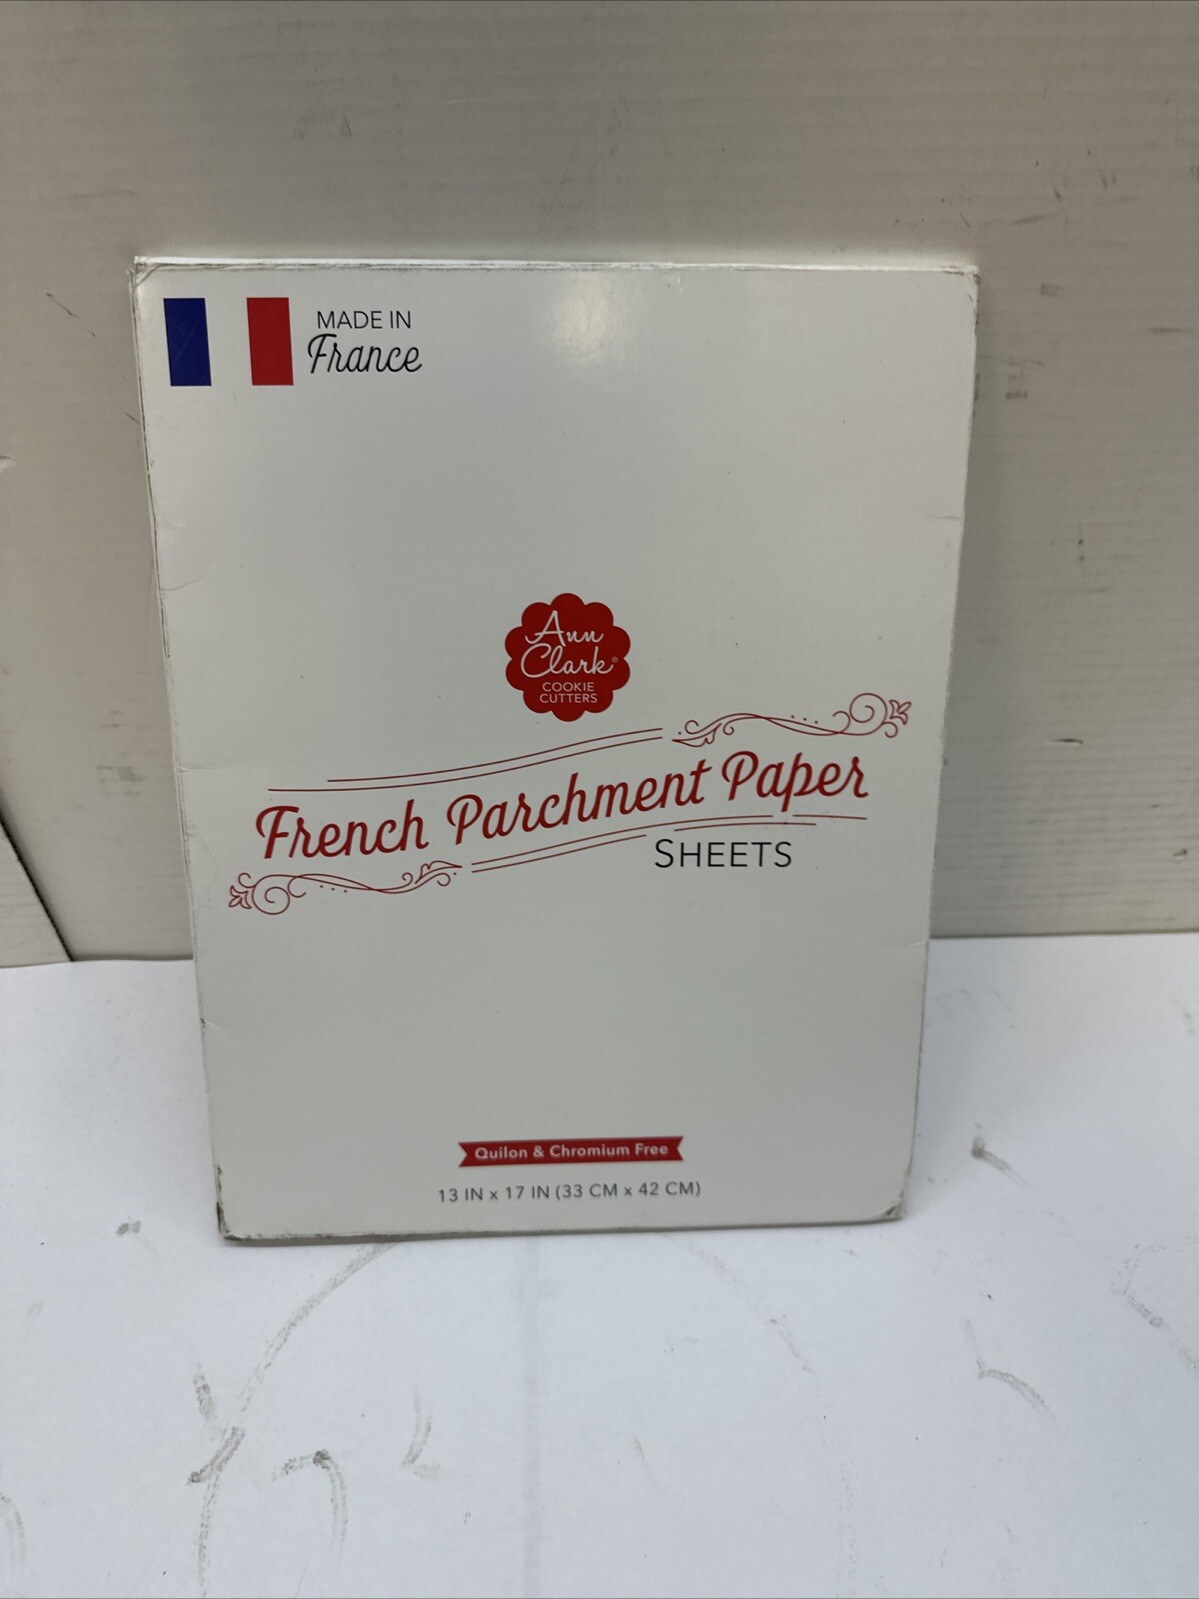 MADE IN
France
Ann
Clark®
COOKIE
CUTTERS
French Parchment Paper
SHEETS
Quilon & Chromium Free
13 IN x 17 IN (33 CM x 42 CM)